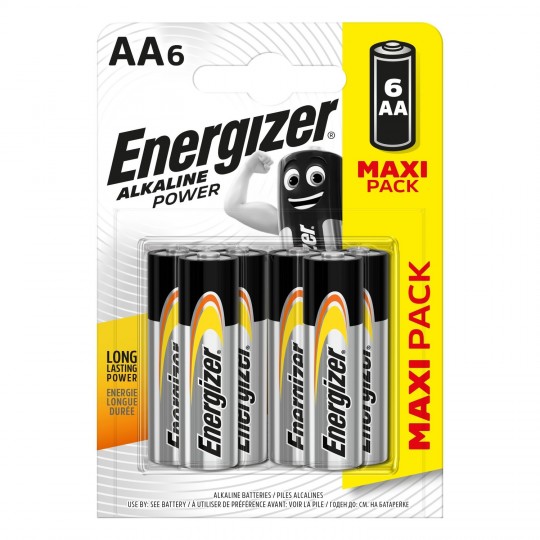 AA6
6
AA
MAXI
PACK
Energizer
ALKALINE
POWER
Energizer
MAXI PACK
LONG
LASTING
POWER
ENERGIE
LONGUE
DURÉE
Energizer
Energizer
Energizer
Energizer
ALKALINE BATTERIES / PILES ALCALINES
USE BY: SEE BATTERY / À UTILISER DE PRÉFÉRENCE AVANT: VOIR LA PILE / ГОДЕН ДО: СМ. НА БАТАРЕЙКЕ